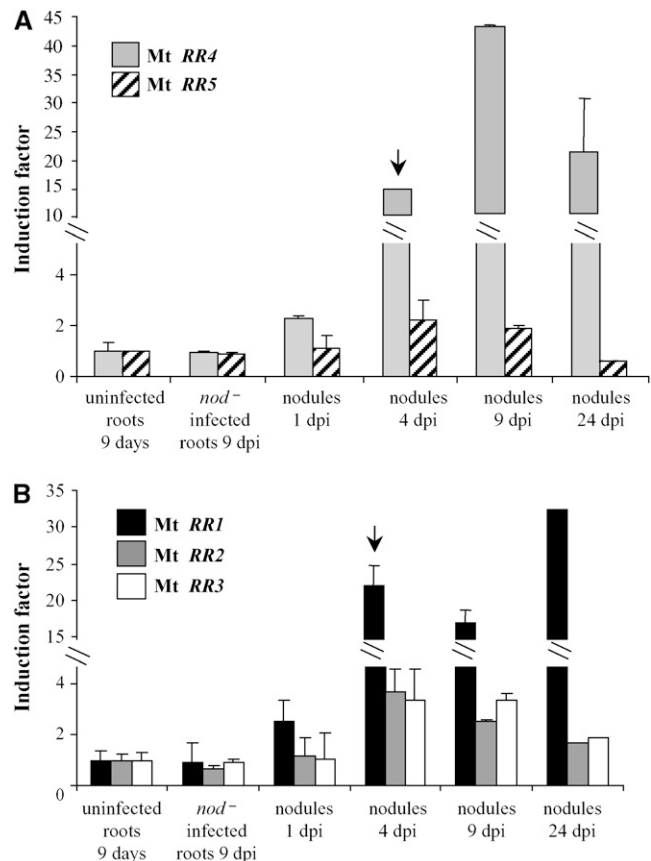 A
Mt RR4
Mt RR5
Induction factor
45
40
35
30
25
20
15
10
4
2
0
uninfected roots 9 days
nod⁻ infected roots 9 dpi
nodules 1 dpi
nodules 4 dpi
nodules 9 dpi
nodules 24 dpi
B
Mt RR1
Mt RR2
Mt RR3
Induction factor
35
30
25
20
15
4
2
0
uninfected roots 9 days
nod⁻ infected roots 9 dpi
nodules 1 dpi
nodules 4 dpi
nodules 9 dpi
nodules 24 dpi